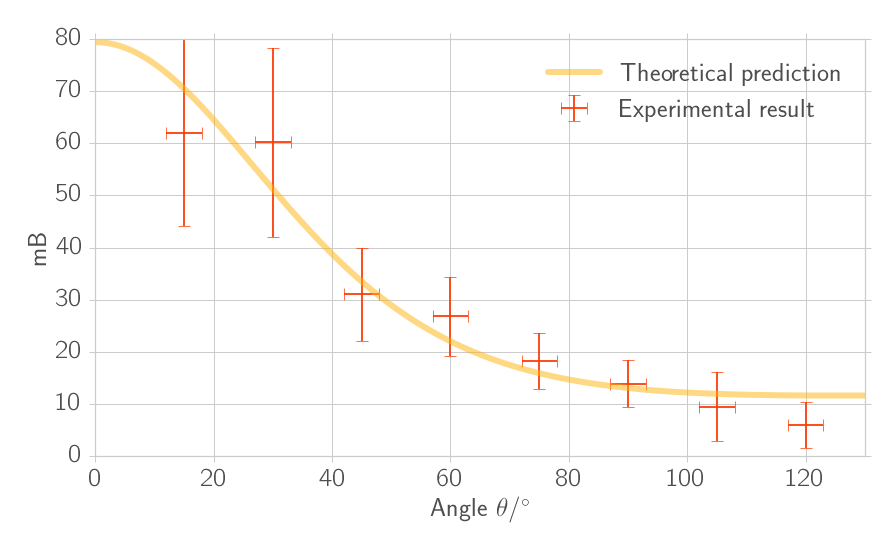 80
70
60
50
40
30
20
10
0
mB
0 20 40 60 80 100 120
Angle θ/°
Theoretical prediction
Experimental result